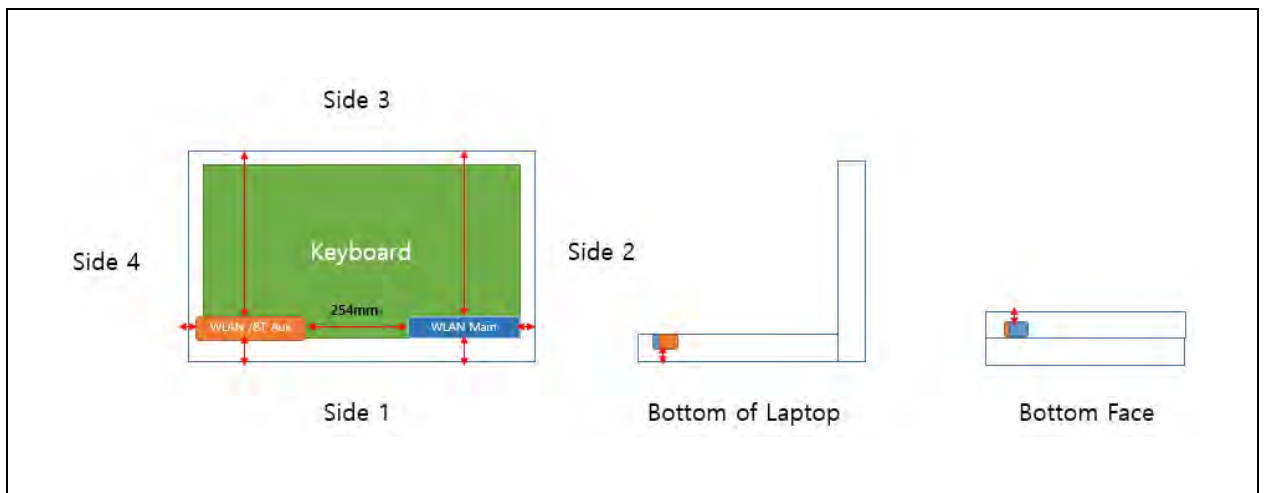 Side 3
Side 4
Keyboard
Side 2
254mm
WLAN /BT Aux
WLAN Main
Side 1
Bottom of Laptop
Bottom Face